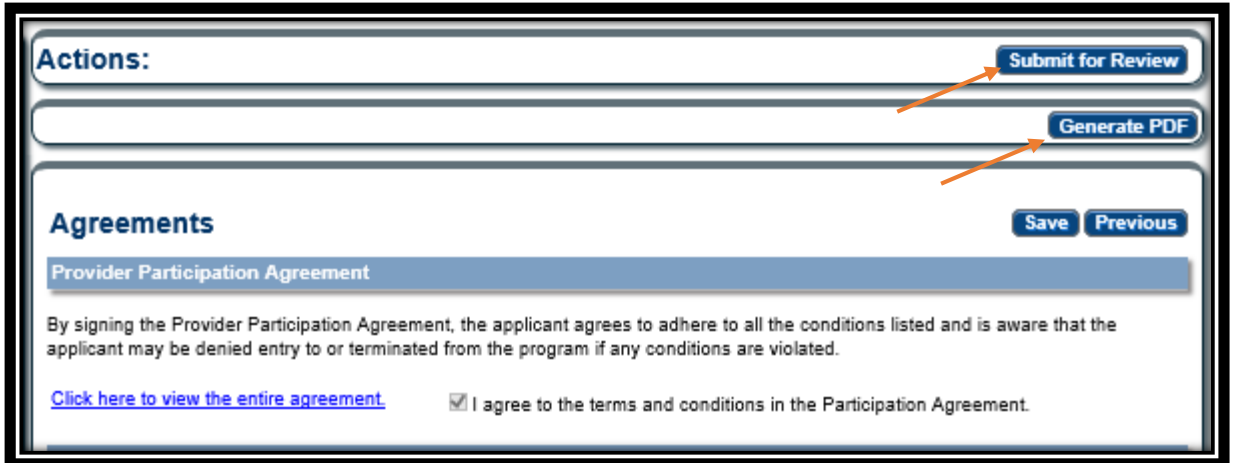 Actions:
Submit for Review
Generate PDF
Agreements
Save Previous
Provider Participation Agreement
By signing the Provider Participation Agreement, the applicant agrees to adhere to all the conditions listed and is aware that the
applicant may be denied entry to or terminated from the program if any conditions are violated.
Click here to view the entire agreement. I agree to the terms and conditions in the Participation Agreement.